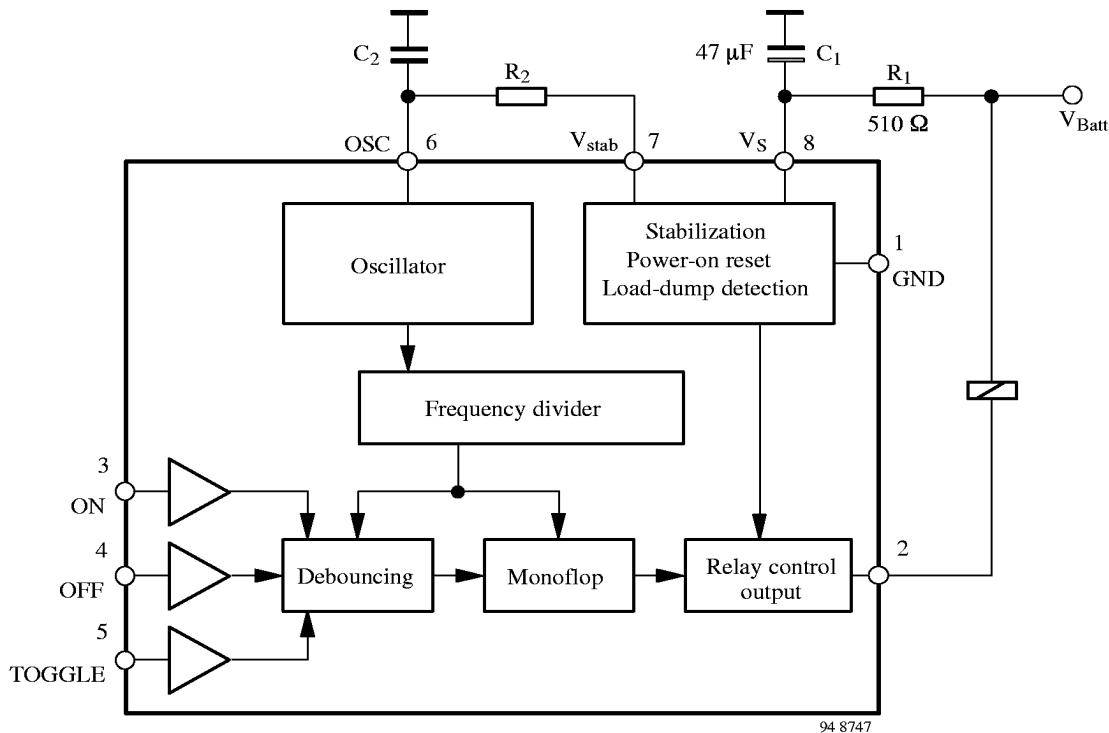 C2
47 µF
C1
R2
R1
510 Ω
VBatt
OSC
6
Vstab
7
VS
8
Oscillator
Stabilization
Power-on reset
Load-dump detection
1
GND
Frequency divider
3
ON
4
OFF
5
TOGGLE
Debouncing
Monoflop
Relay control
output
2
94 8747